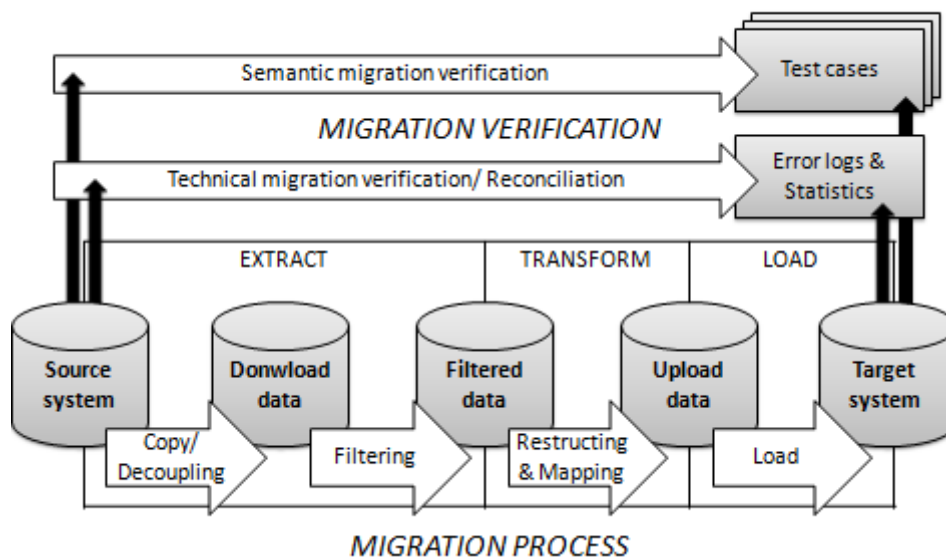 Semantic migration verification
Test cases
MIGRATION VERIFICATION
Technical migration verification/ Reconciliation
Error logs &
Statistics
EXTRACT
TRANSFORM
LOAD
Source
system
Donwload
data
Filtered
data
Upload
data
Target
system
Copy/
Decoupling
Filtering
Restructing
& Mapping
Load
MIGRATION PROCESS